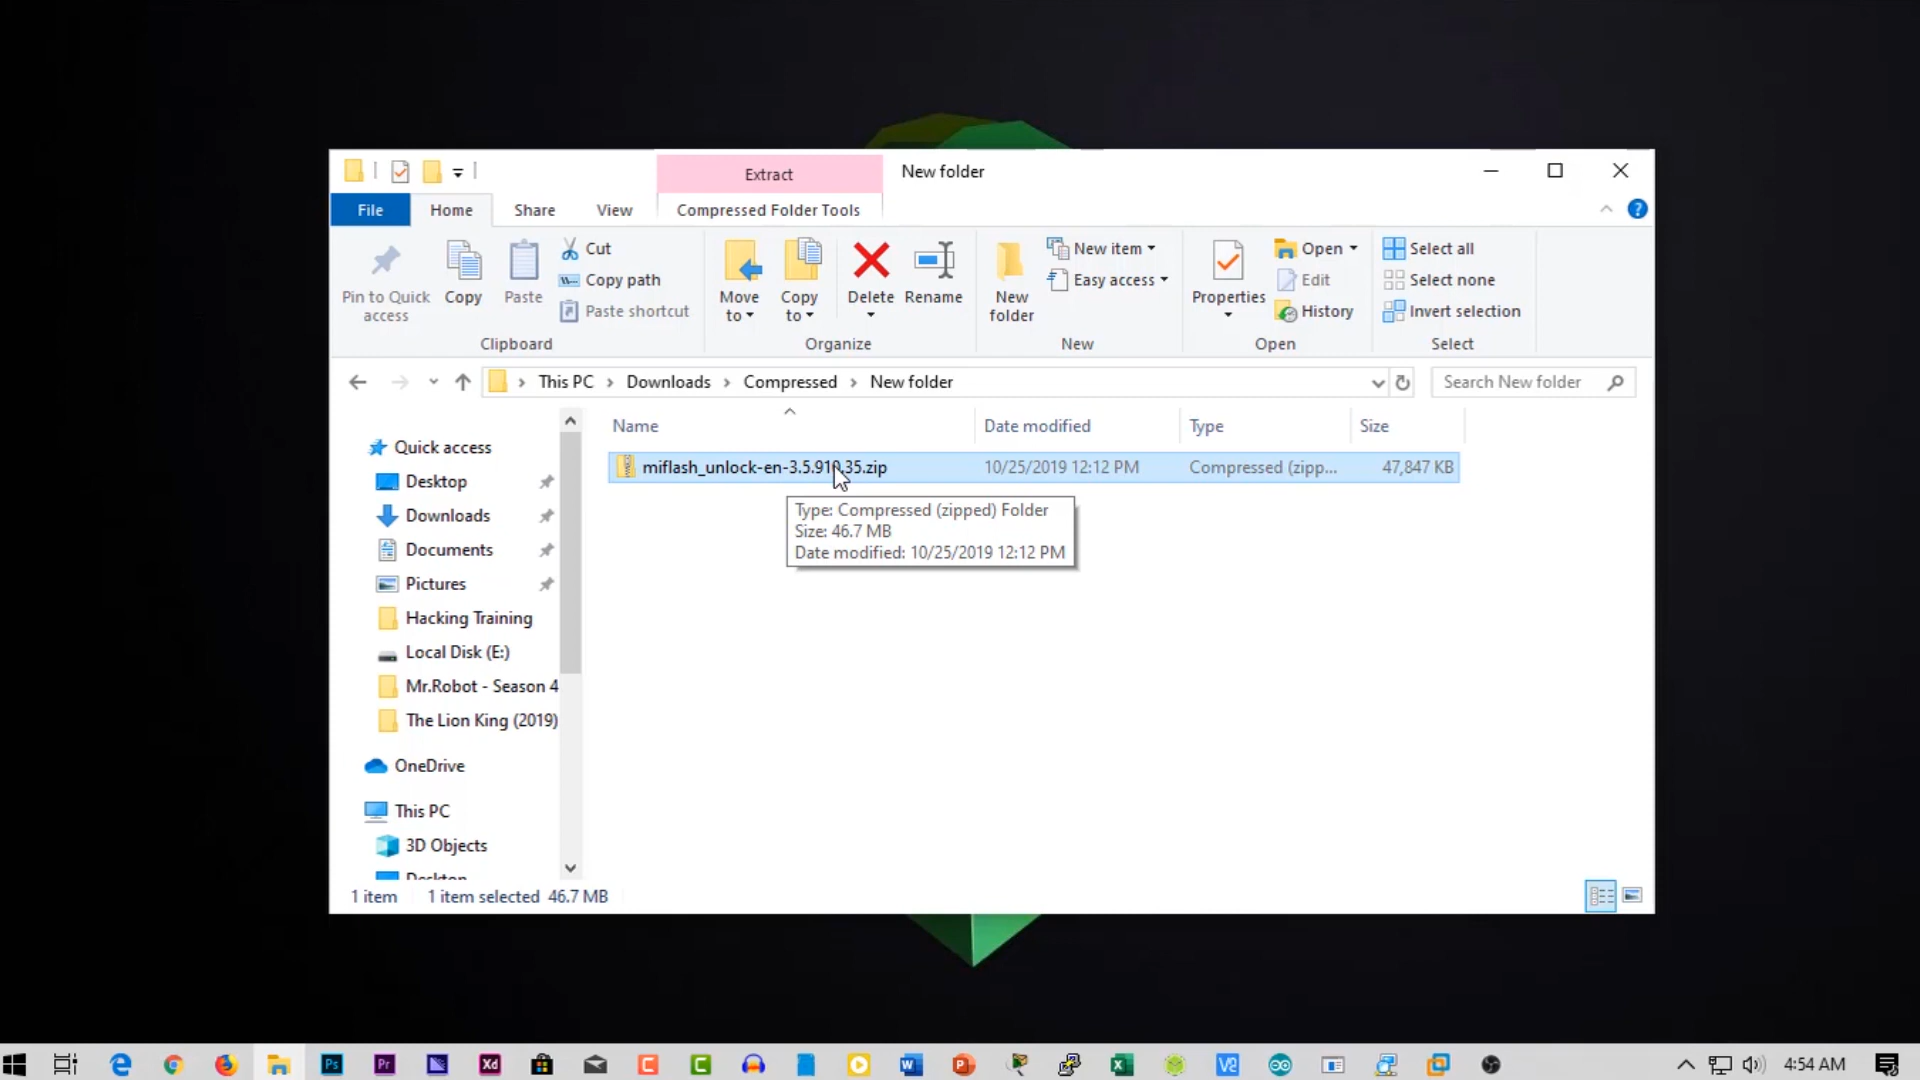 Extract
New folder
File
Home
Share
View
Compressed Folder Tools
Pin to Quick access
Copy
Paste
Cut
Copy path
Paste shortcut
Clipboard
Move to
Copy to
Delete
Rename
Organize
New folder
New item
Easy access
New
Properties
Open
Edit
History
Open
Select all
Select none
Invert selection
Select
This PC > Downloads > Compressed > New folder
Search New folder
Name
Date modified
Type
Size
miflash_unlock-en-3.5.910.35.zip
10/25/2019 12:12 PM
Compressed (zipp...
47,847 KB
Type: Compressed (zipped) Folder
Size: 46.7 MB
Date modified: 10/25/2019 12:12 PM
Quick access
Desktop
Downloads
Documents
Pictures
Hacking Training
Local Disk (E:)
Mr.Robot - Season 4
The Lion King (2019)
OneDrive
This PC
3D Objects
Desktop
1 item
1 item selected 46.7 MB
Ps
Pr
Xd
4:54 AM